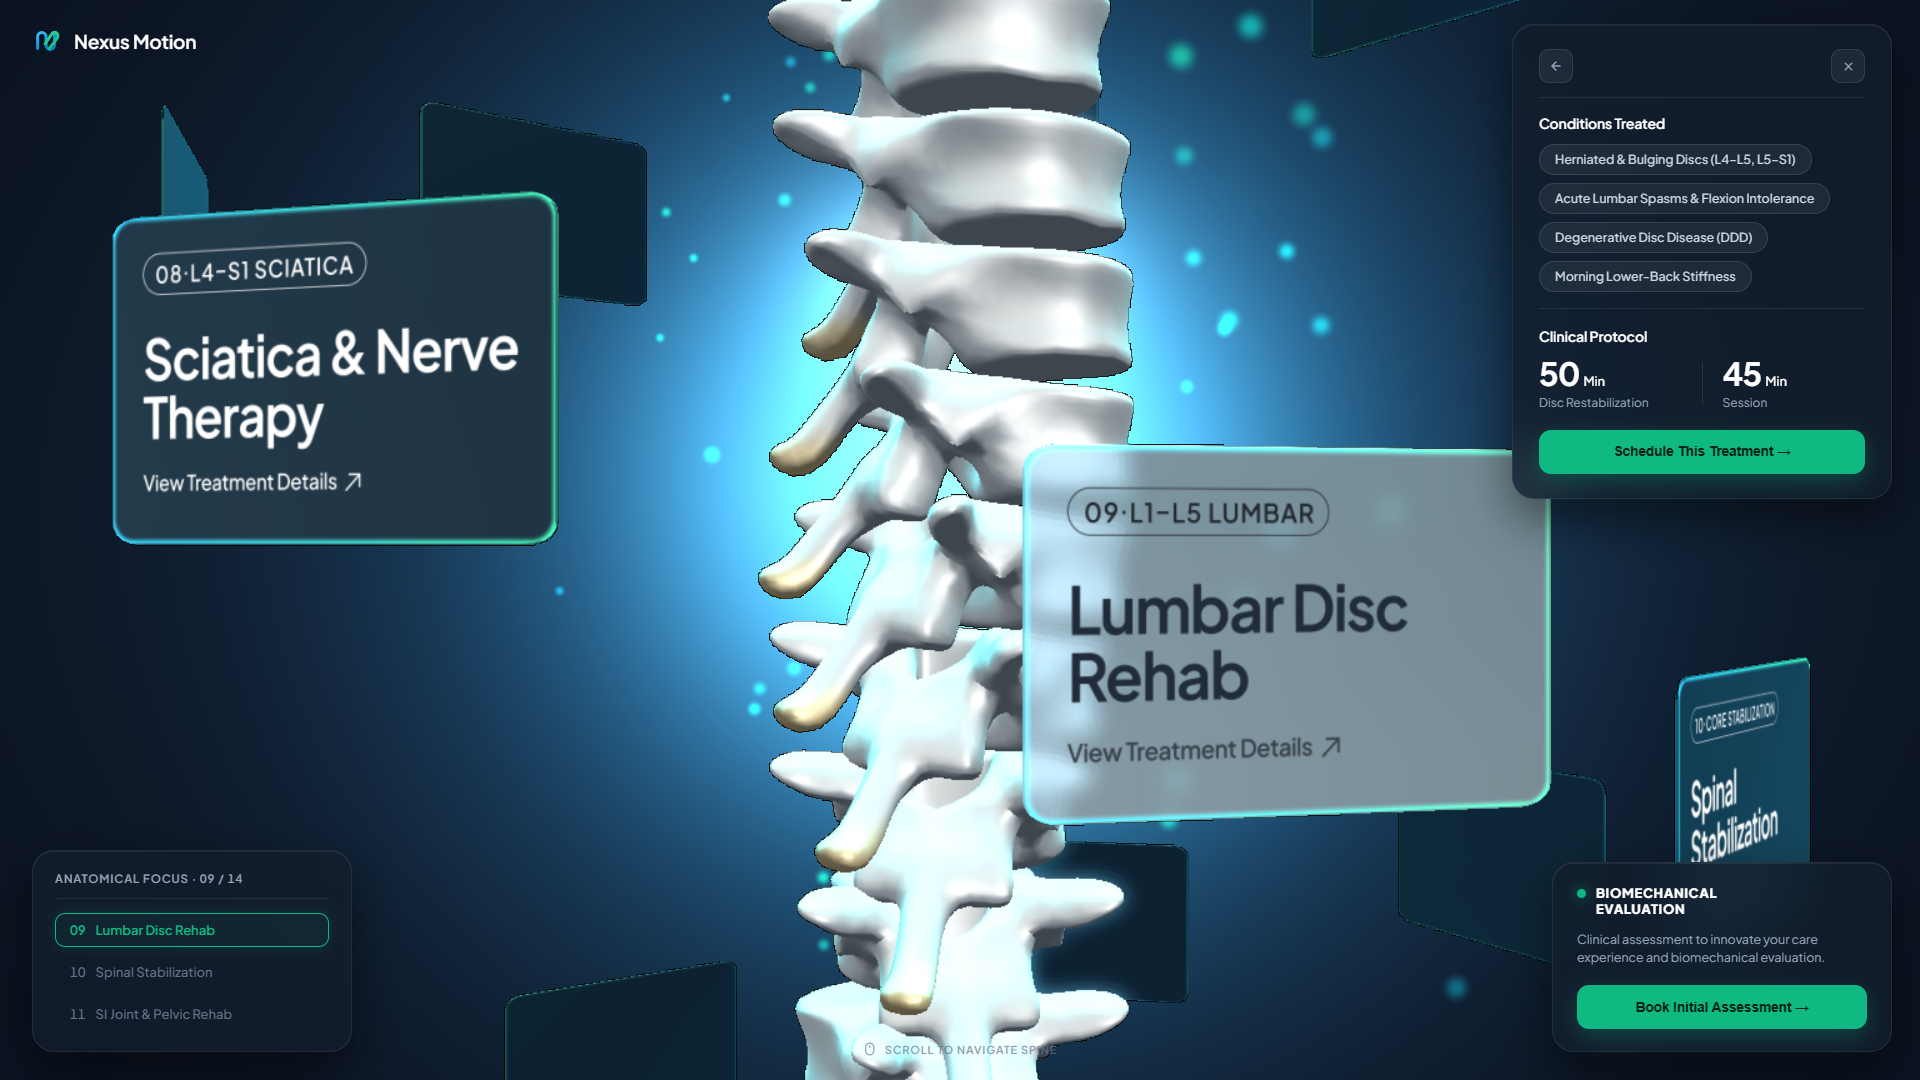 Nexus Motion
08·L4–S1 SCIATICA
Sciatica & Nerve
Therapy
View Treatment Details ↗
Conditions Treated
Herniated & Bulging Discs (L4–L5, L5–S1)
Acute Lumbar Spasms & Flexion Intolerance
Degenerative Disc Disease (DDD)
Morning Lower-Back Stiffness
Clinical Protocol
50 Min
Disc Restabilization
45 Min
Session
Schedule This Treatment →
09·L1–L5 LUMBAR
Lumbar Disc
Rehab
View Treatment Details ↗
10·CORE STABILIZATION
Spinal
Stabilization
ANATOMICAL FOCUS · 09 / 14
09 Lumbar Disc Rehab
10 Spinal Stabilization
11 SI Joint & Pelvic Rehab
BIOMECHANICAL
EVALUATION
Clinical assessment to innovate your care
experience and biomechanical evaluation.
Book Initial Assessment →
SCROLL TO NAVIGATE SPINE